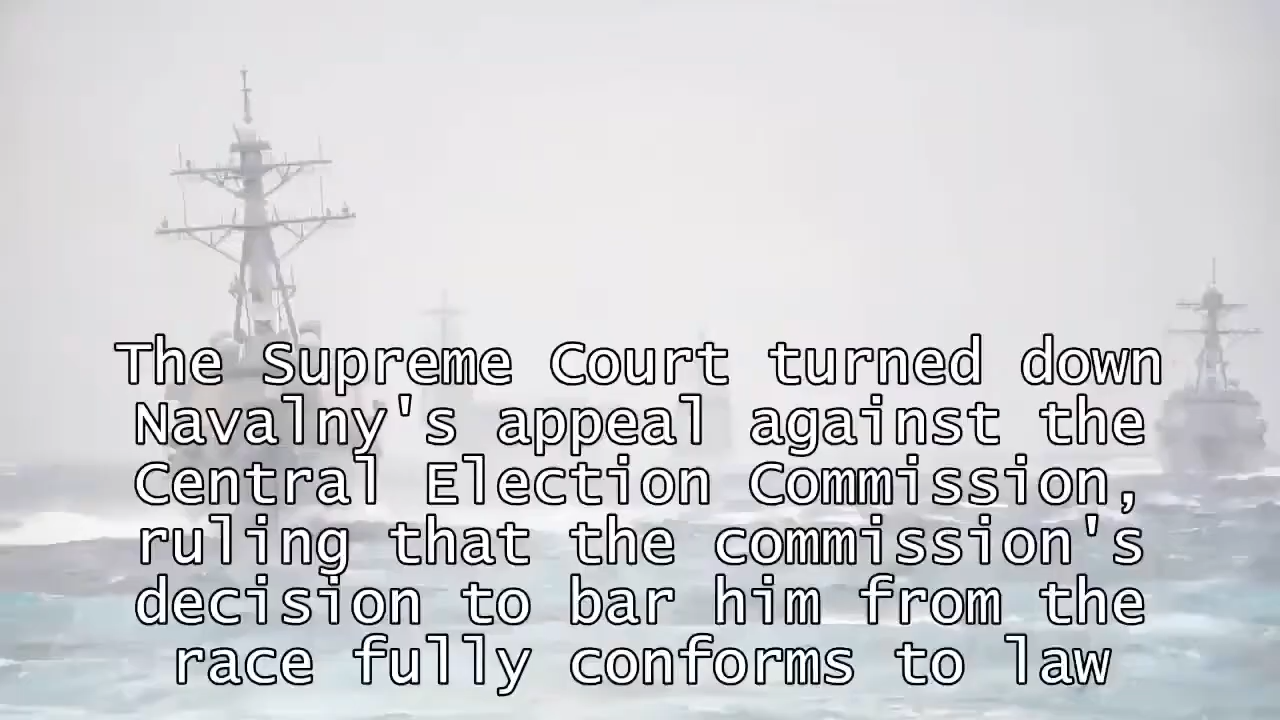 The Supreme Court turned down
Navalny's appeal against the
Central Election Commission,
ruling that the commission's
decision to bar him from the
race fully conforms to law